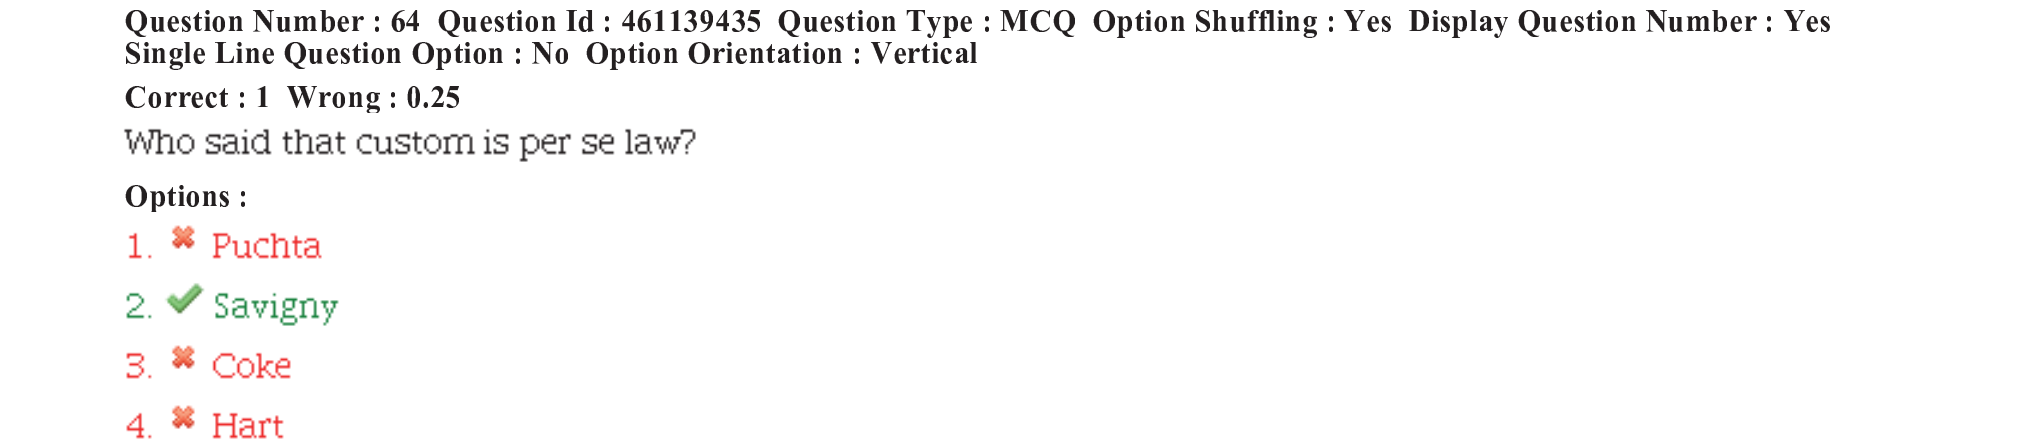 Question Number : 64 Question Id : 461139435 Question Type : MCQ Option Shuffling : Yes Display Question Number : Yes
Single Line Question Option : No Option Orientation : Vertical
Correct : 1 Wrong : 0.25
Who said that custom is per se law?
Options :
1. Puchta
2. Savigny
3. Coke
4. Hart